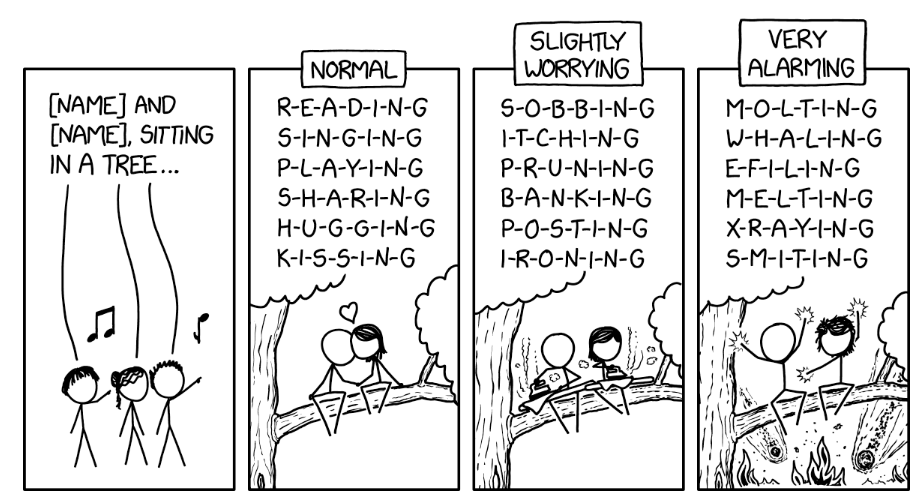 [NAME] AND
[NAME], SITTING
IN A TREE...
NORMAL
R-E-A-D-I-N-G
S-I-N-G-I-N-G
P-L-A-Y-I-N-G
S-H-A-R-I-N-G
H-U-G-G-I-N-G
K-I-S-S-I-N-G
SLIGHTLY
WORRYING
S-O-B-B-I-N-G
I-T-C-H-I-N-G
P-R-U-N-I-N-G
B-A-N-K-I-N-G
P-O-S-T-I-N-G
I-R-O-N-I-N-G
VERY
ALARMING
M-O-L-T-I-N-G
W-H-A-L-I-N-G
E-F-I-L-I-N-G
M-E-L-T-I-N-G
X-R-A-Y-I-N-G
S-M-I-T-I-N-G